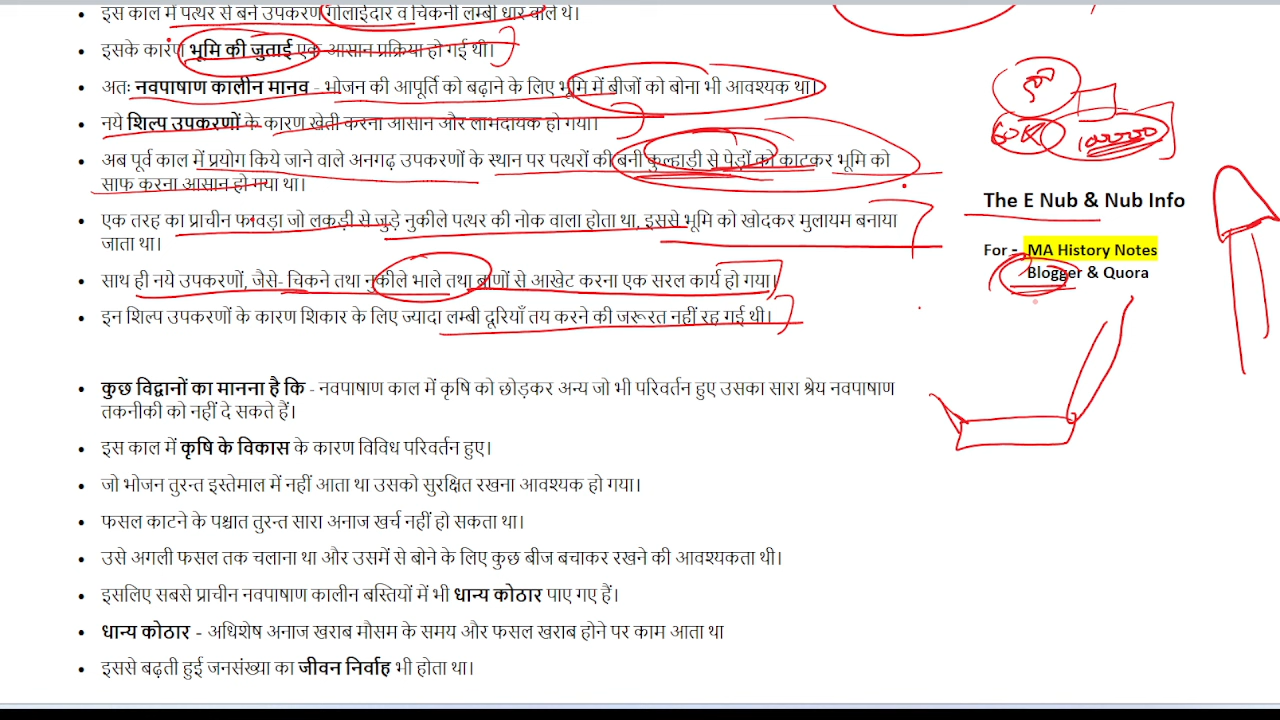 इस काल में पत्थर से बने उपकरण गोलाईदार व चिकनी लम्बी धार वाले थे।
इसके कारण भूमि की जुताई एक आसान प्रक्रिया हो गई थी।
अतः नवपाषाण कालीन मानव - भोजन की आपूर्ति को बढ़ाने के लिए भूमि में बीजों को बोना भी आवश्यक था।
नये शिल्प उपकरणों के कारण खेती करना आसान और लाभदायक हो गया।
अब पूर्व काल में प्रयोग किये जाने वाले अनगढ़ उपकरणों के स्थान पर पत्थरों की बनी कुल्हाडी से पेड़ों को काटकर भूमि को
साफ करना आसान हो गया था।
एक तरह का प्राचीन फावड़ा जो लकड़ी से जुड़े नुकीले पत्थर की नोक वाला होता था, इससे भूमि को खोदकर मुलायम बनाया
जाता था।
साथ ही नये उपकरणों, जैसे- चिकने तथा नुकीले भाले तथा बाणों से आखेट करना एक सरल कार्य हो गया।
इन शिल्प उपकरणों के कारण शिकार के लिए ज्यादा लम्बी दूरियाँ तय करने की जरूरत नहीं रह गई थी।
कुछ विद्वानों का मानना है कि - नवपाषाण काल में कृषि को छोड़कर अन्य जो भी परिवर्तन हुए उसका सारा श्रेय नवपाषाण
तकनीकी को नहीं दे सकते हैं।
इस काल में कृषि के विकास के कारण विविध परिवर्तन हुए।
जो भोजन तुरन्त इस्तेमाल में नहीं आता था उसको सुरक्षित रखना आवश्यक हो गया।
फसल काटने के पश्चात तुरन्त सारा अनाज खर्च नहीं हो सकता था।
उसे अगली फसल तक चलाना था और उसमें से बोने के लिए कुछ बीज बचाकर रखने की आवश्यकता थी।
इसलिए सबसे प्राचीन नवपाषाण कालीन बस्तियों में भी धान्य कोठार पाए गए हैं।
धान्य कोठार - अधिशेष अनाज खराब मौसम के समय और फसल खराब होने पर काम आता था
इससे बढ़ती हुई जनसंख्या का जीवन निर्वाह भी होता था।
500
100000
The E Nub & Nub Info
For - MA History Notes
Blogger & Quora